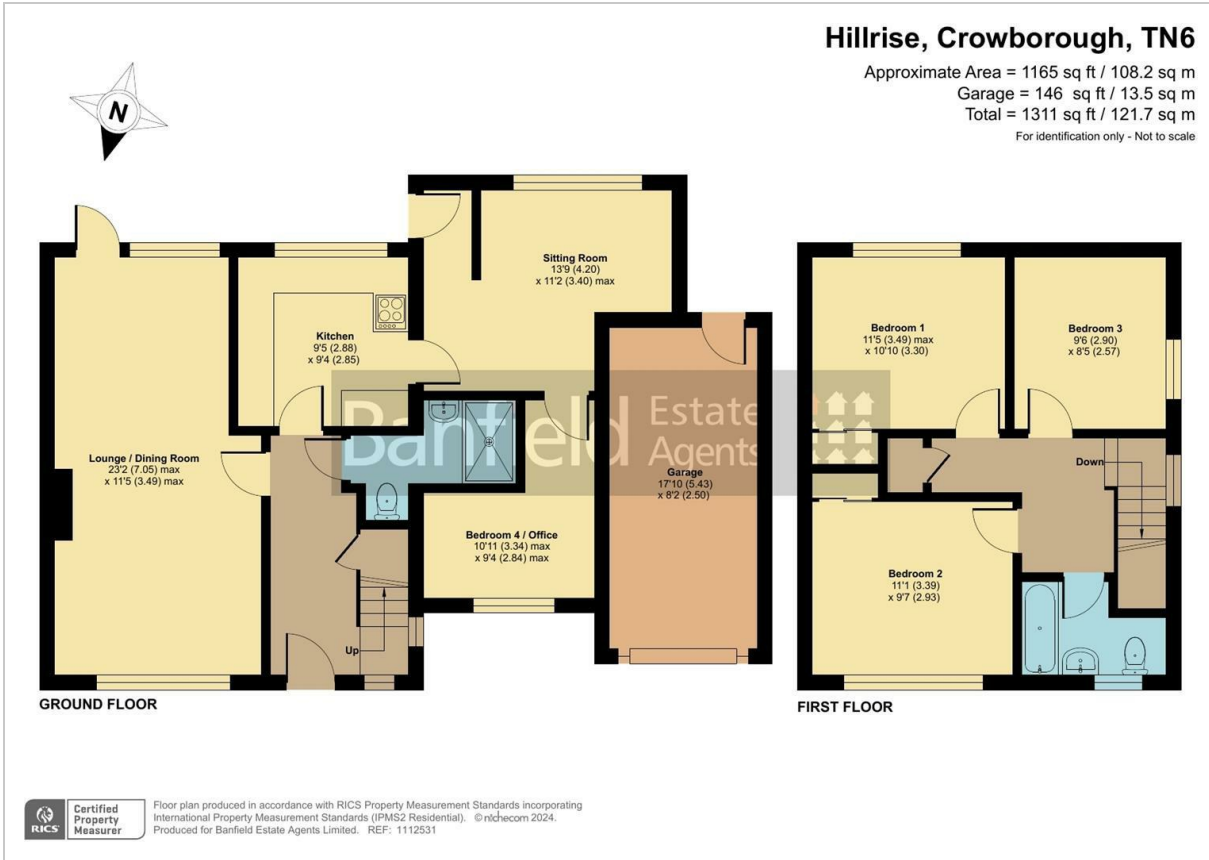 Hillrise, Crowborough, TN6
Approximate Area = 1165 sq ft / 108.2 sq m
Garage = 146 sq ft / 13.5 sq m
Total = 1311 sq ft / 121.7 sq m
For identification only - Not to scale
N
Sitting Room
13'9 (4.20)
x 11'2 (3.40) max
Kitchen
9'5 (2.88)
x 9'4 (2.85)
Bedroom 1
11'5 (3.49) max
x 10'10 (3.30)
Bedroom 3
9'6 (2.90)
x 8'5 (2.57)
Banfield Estate
Agents
Lounge / Dining Room
23'2 (7.05) max
x 11'5 (3.49) max
Garage
17'10 (5.43)
x 8'2 (2.50)
Down
Bedroom 4 / Office
10'11 (3.34) max
x 9'4 (2.84) max
Bedroom 2
11'1 (3.39)
x 9'7 (2.93)
Up
GROUND FLOOR
FIRST FLOOR
RICS
Certified
Property
Measurer
Floor plan produced in accordance with RICS Property Measurement Standards incorporating
International Property Measurement Standards (IPMS2 Residential). © nichecom 2024.
Produced for Banfield Estate Agents Limited. REF: 1112531